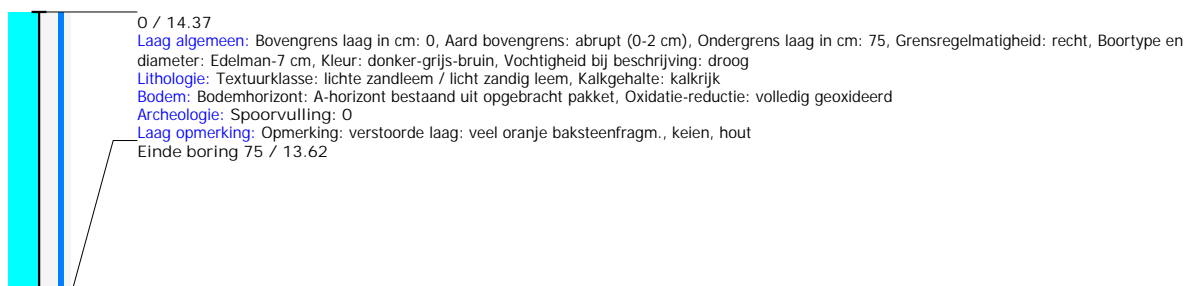 0 / 14.37
Laag algemeen: Bovengrens laag in cm: 0, Aard bovengrens: abrupt (0-2 cm), Ondergrens laag in cm: 75, Grensregelmatigheid: recht, Boortype en
diameter: Edelman-7 cm, Kleur: donker-grijs-bruin, Vochtigheid bij beschrijving: droog
Lithologie: Textuurklasse: lichte zandleem / licht zandig leem, Kalkgehalte: kalkrijk
Bodem: Bodemhorizont: A-horizont bestaand uit opgebracht pakket, Oxidatie-reductie: volledig geoxideerd
Archeologie: Spoorvulling: 0
Laag opmerking: Opmerking: verstoorde laag: veel oranje baksteenfragm., keien, hout
Einde boring 75 / 13.62